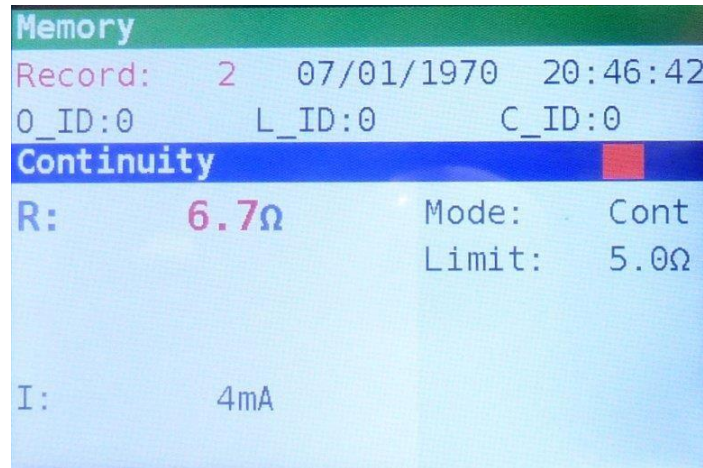 Memory
Record: 2 07/01/1970 20:46:42
O_ID:0 L_ID:0 C_ID:0
Continuity
R: 6.7Ω Mode: Cont
Limit: 5.0Ω
I: 4mA